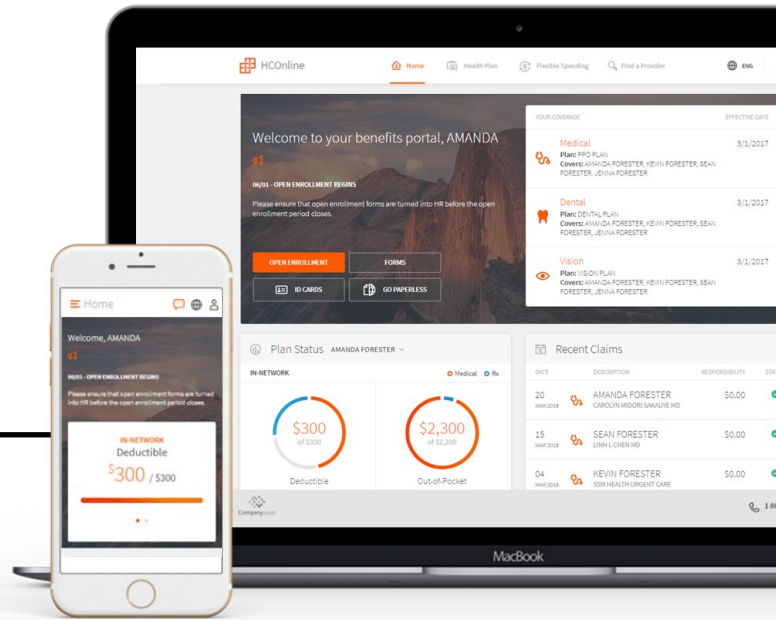 HCOnline
Home
Health Plan
Flexible Spending
Find a Provider
ENG
Welcome to your benefits portal, AMANDA
06/01 - OPEN ENROLLMENT BEGINS
Please ensure that open enrollment forms are turned into HR before the open
enrollment period closes.
OPEN ENROLLMENT
FORMS
ID CARDS
GO PAPERLESS
YOUR COVERAGE
EFFECTIVE DATE
Medical
3/1/2017
Plan: PPO PLAN
Covers: AMANDA FORESTER, KEVIN FORESTER, SEAN
FORESTER, JENNA FORESTER
Dental
3/1/2017
Plan: DENTAL PLAN
Covers: AMANDA FORESTER, KEVIN FORESTER, SEAN
FORESTER, JENNA FORESTER
Vision
3/1/2017
Plan: VISION PLAN
Covers: AMANDA FORESTER, KEVIN FORESTER, SEAN
FORESTER, JENNA FORESTER
Plan Status AMANDA FORESTER
IN-NETWORK
Medical
Rx
$300
of $300
Deductible
$2,300
of $2,300
Out-of-Pocket
Recent Claims
DATE
DESCRIPTION
RESPONSIBILITY
STA
20
MAR 2018
AMANDA FORESTER
CAROLYN MIDORI SAKAUYE MD
$0.00
15
MAR 2018
SEAN FORESTER
LINH L CHEN MD
$0.00
04
MAR 2018
KEVIN FORESTER
SSM HEALTH URGENT CARE
$0.00
Company.com
1 80
MacBook
Home
Welcome, AMANDA
06/01 - OPEN ENROLLMENT BEGINS
Please ensure that open enrollment forms are turned
into HR before the open enrollment period closes.
IN-NETWORK
Deductible
$300 / $300